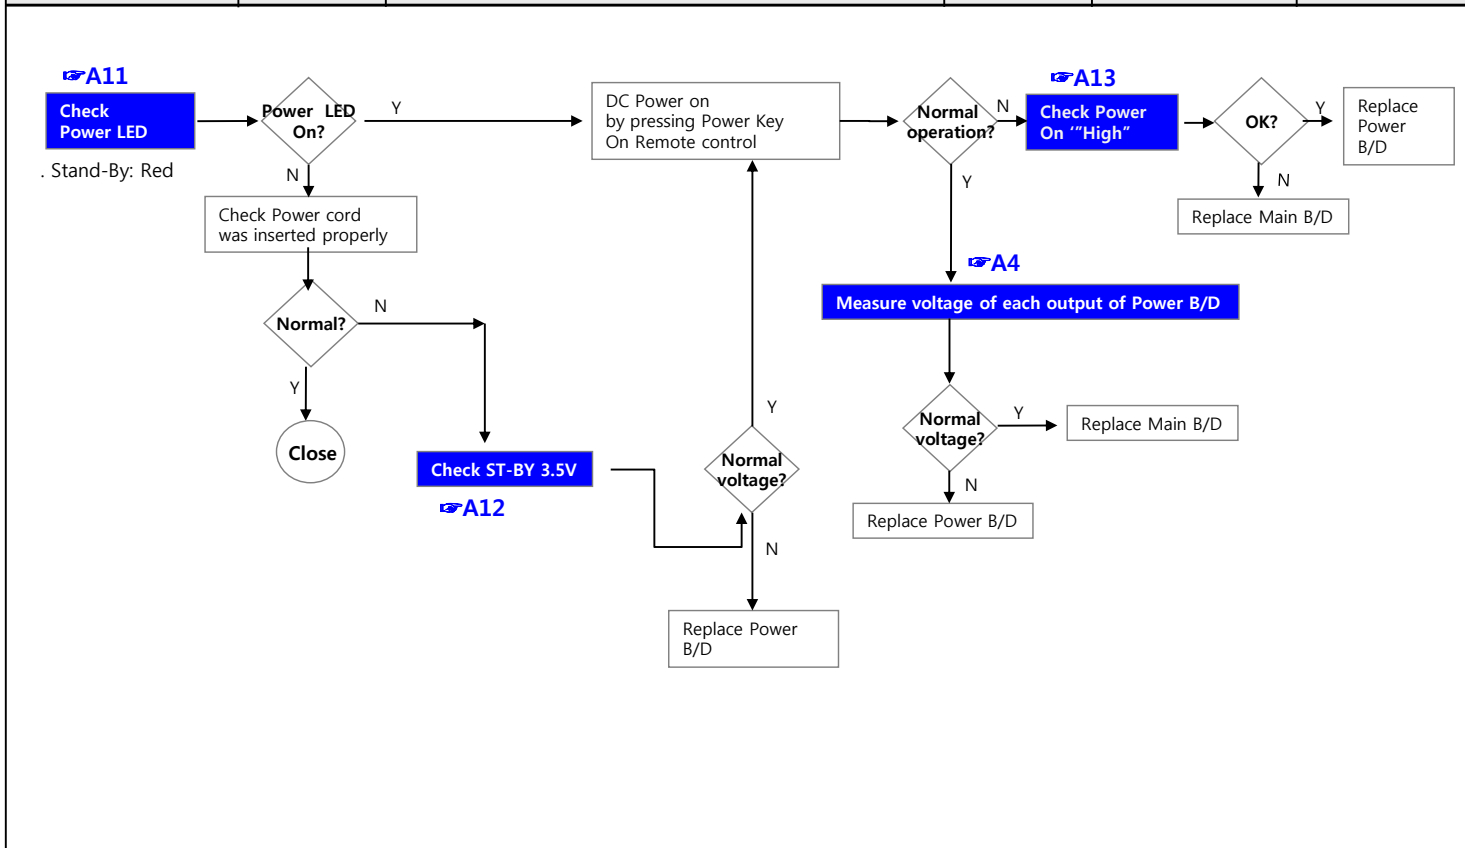 ☞A11
Check
Power LED
. Stand-By: Red
Power LED
On?
Y
N
Check Power cord
was inserted properly
Normal?
N
Y
Close
Check ST-BY 3.5V
☞A12
DC Power on
by pressing Power Key
On Remote control
Y
Normal
voltage?
N
Replace Power
B/D
Normal
operation?
N
Y
☞A13
Check Power
On ‘”High”
OK?
Y
Replace
Power
B/D
N
Replace Main B/D
☞A4
Measure voltage of each output of Power B/D
Normal
voltage?
Y
Replace Main B/D
N
Replace Power B/D